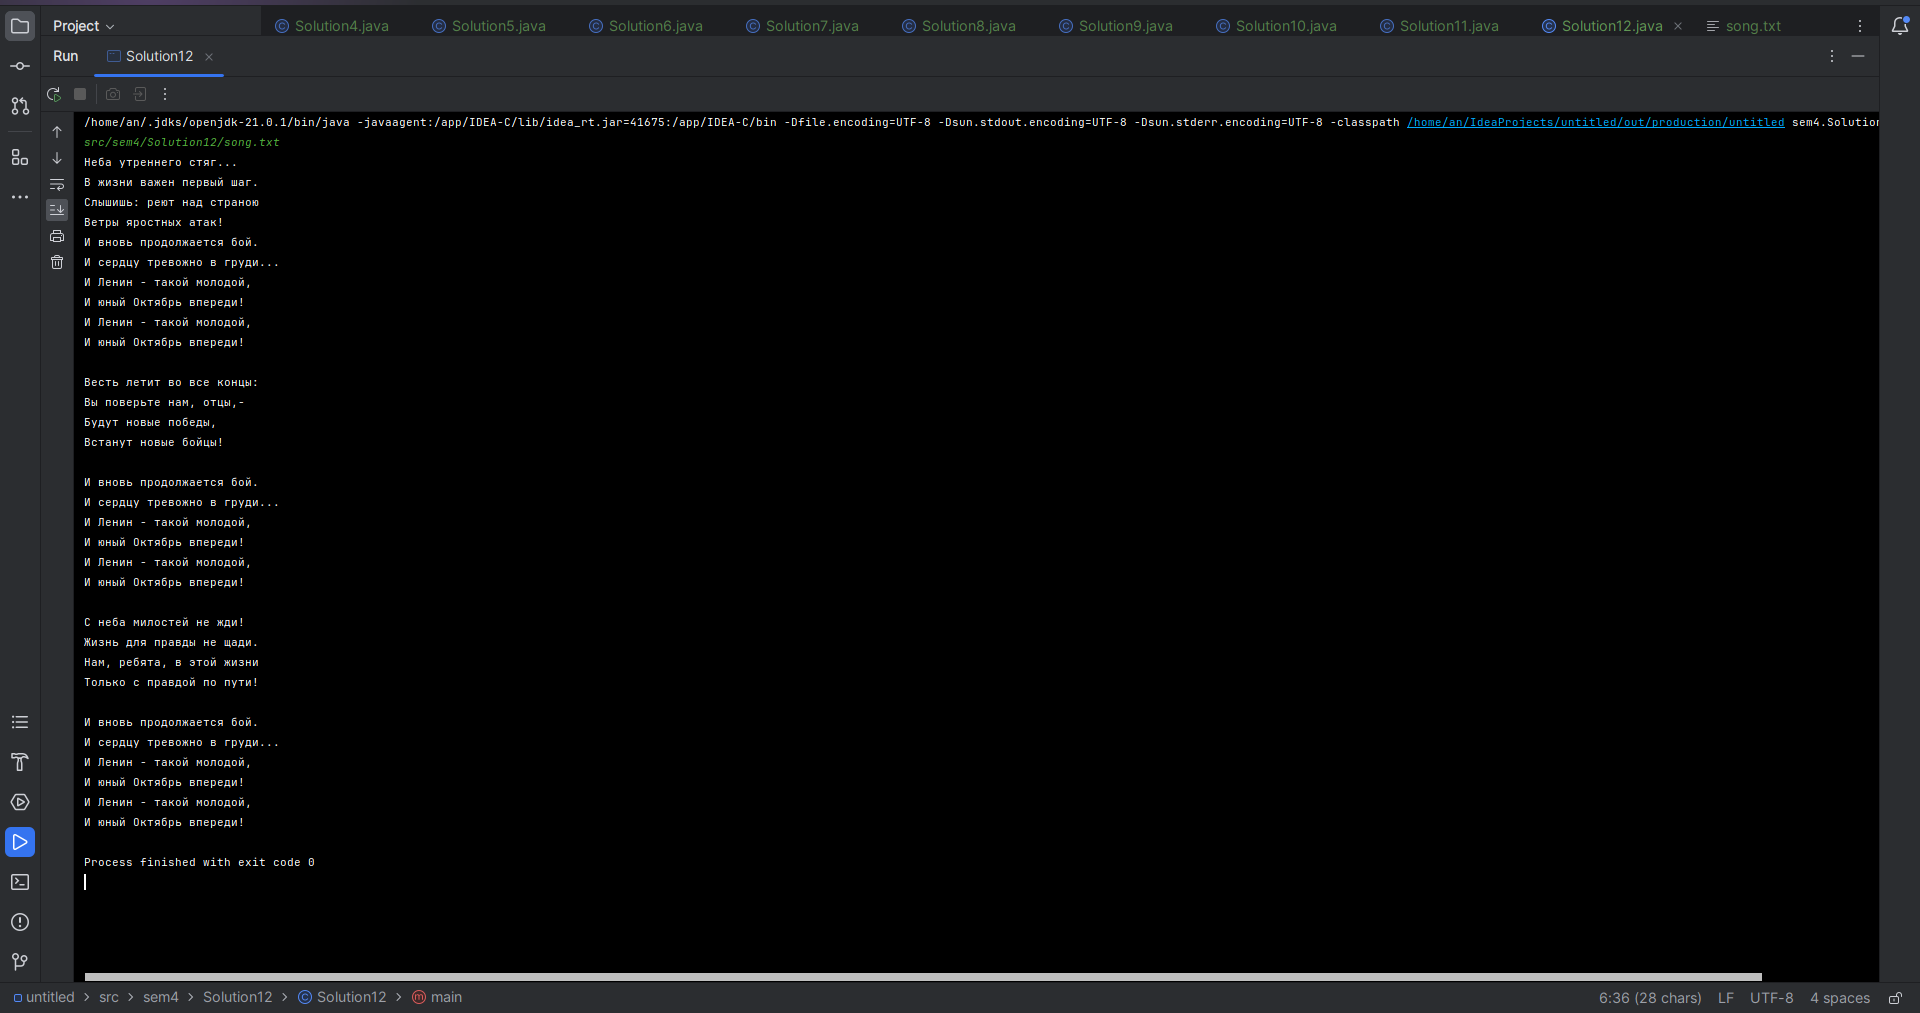 Project
Solution4.java Solution5.java Solution6.java Solution7.java Solution8.java Solution9.java Solution10.java Solution11.java Solution12.java song.txt
Run Solution12
/home/an/.jdks/openjdk-21.0.1/bin/java -javaagent:/app/IDEA-C/lib/idea_rt.jar=41675:/app/IDEA-C/bin -Dfile.encoding=UTF-8 -Dsun.stdout.encoding=UTF-8 -Dsun.stderr.encoding=UTF-8 -classpath /home/an/IdeaProjects/untitled/out/production/untitled sem4.Solution
src/sem4/Solution12/song.txt
Неба утреннего стяг...
В жизни важен первый шаг.
Слышишь: реют над страною
Ветры яростных атак!
И вновь продолжается бой.
И сердцу тревожно в груди...
И Ленин - такой молодой,
И юный Октябрь впереди!
И Ленин - такой молодой,
И юный Октябрь впереди!
Весть летит во все концы:
Вы поверьте нам, отцы,-
Будут новые победы,
Встанут новые бойцы!
И вновь продолжается бой.
И сердцу тревожно в груди...
И Ленин - такой молодой,
И юный Октябрь впереди!
И Ленин - такой молодой,
И юный Октябрь впереди!
С неба милостей не жди!
Жизнь для правды не щади.
Нам, ребята, в этой жизни
Только с правдой по пути!
И вновь продолжается бой.
И сердцу тревожно в груди...
И Ленин - такой молодой,
И юный Октябрь впереди!
И Ленин - такой молодой,
И юный Октябрь впереди!
Process finished with exit code 0
untitled > src > sem4 > Solution12 > Solution12 > main 6:36 (28 chars) LF UTF-8 4 spaces